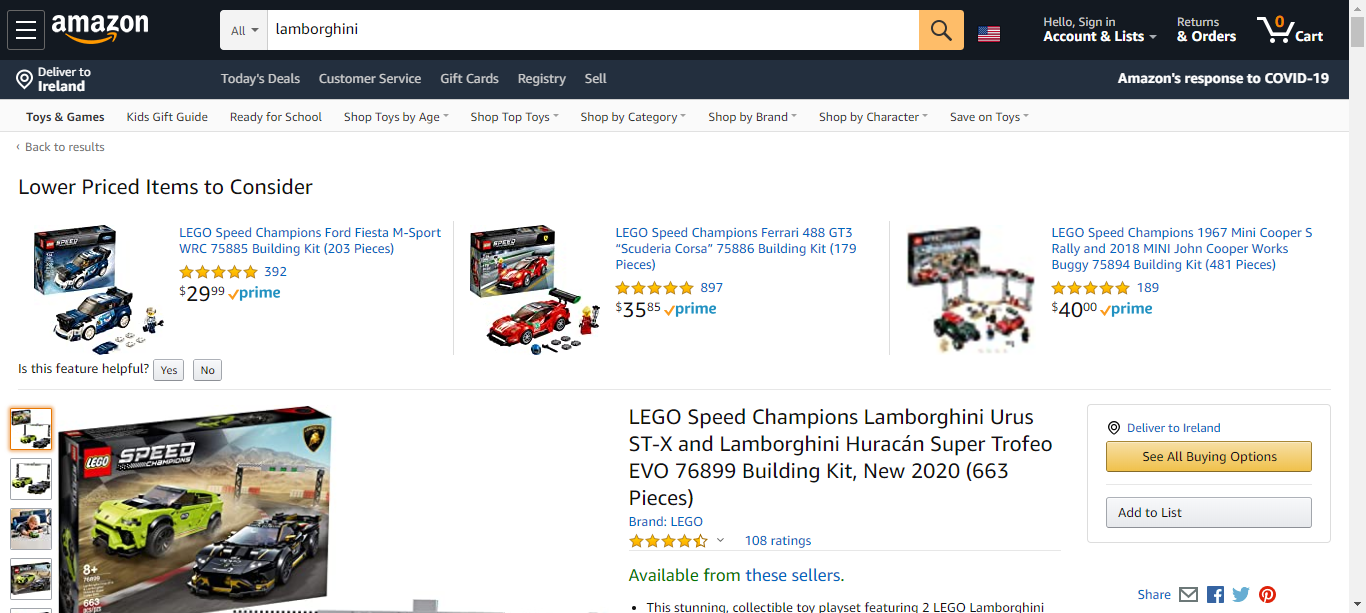 amazon
All
lamborghini
Hello, Sign in
Account & Lists
Returns
& Orders
0
Cart
Deliver to
Ireland
Today's Deals
Customer Service
Gift Cards
Registry
Sell
Amazon's response to COVID-19
Toys & Games
Kids Gift Guide
Ready for School
Shop Toys by Age
Shop Top Toys
Shop by Category
Shop by Brand
Shop by Character
Save on Toys
‹ Back to results
Lower Priced Items to Consider
LEGO Speed Champions Ford Fiesta M-Sport
WRC 75885 Building Kit (203 Pieces)
392
$2999 prime
LEGO Speed Champions Ferrari 488 GT3
“Scuderia Corsa” 75886 Building Kit (179
Pieces)
897
$3585 prime
LEGO Speed Champions 1967 Mini Cooper S
Rally and 2018 MINI John Cooper Works
Buggy 75894 Building Kit (481 Pieces)
189
$4000 prime
Is this feature helpful?
Yes
No
LEGO
SPEED
CHAMPIONS
8+
76899
663
LEGO Speed Champions Lamborghini Urus
ST-X and Lamborghini Huracán Super Trofeo
EVO 76899 Building Kit, New 2020 (663
Pieces)
Brand: LEGO
108 ratings
Available from these sellers.
• This stunning, collectible toy playset featuring 2 LEGO Lamborghini
Deliver to Ireland
See All Buying Options
Add to List
Share